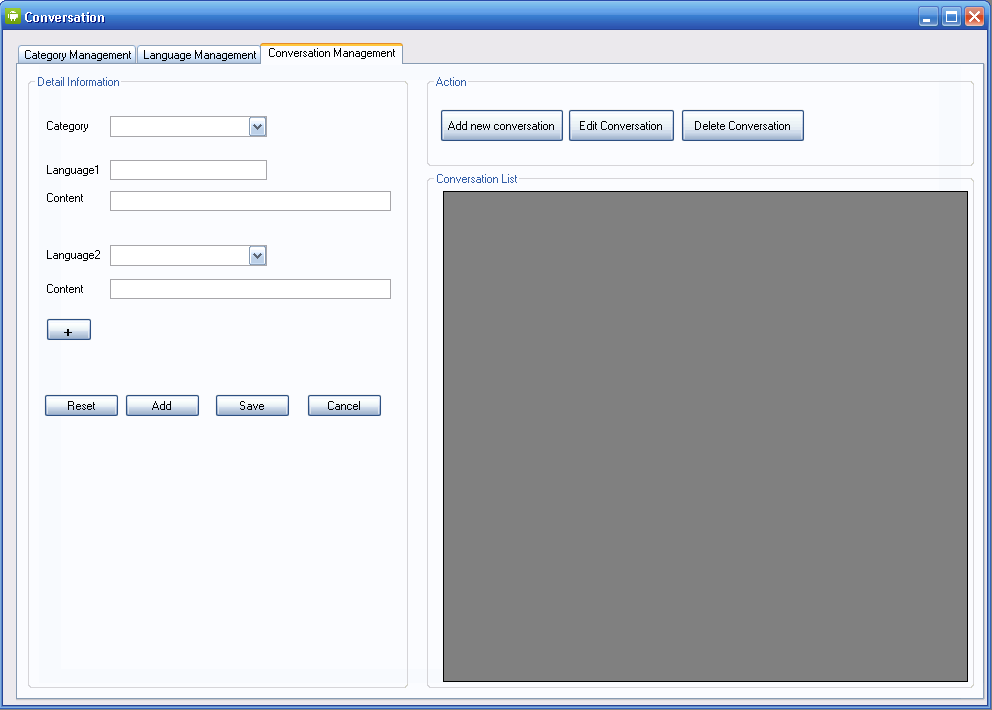 Conversation
Category Management
Language Management
Conversation Management
Detail Information
Category
Language1
Content
Language2
Content
+
Reset
Add
Save
Cancel
Action
Add new conversation
Edit Conversation
Delete Conversation
Conversation List